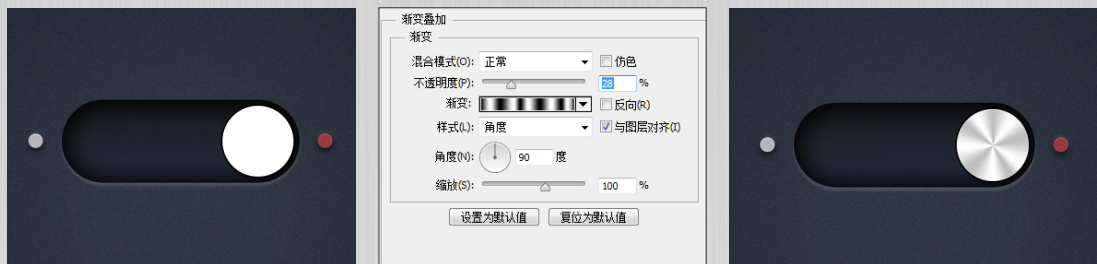 渐变叠加
渐变
混合模式(O): 正常 仿色
不透明度(P): 28 %
渐变: 反向(R)
样式(L): 角度 与图层对齐(I)
角度(N): 90 度
缩放(S): 100 %
设置为默认值 复位为默认值